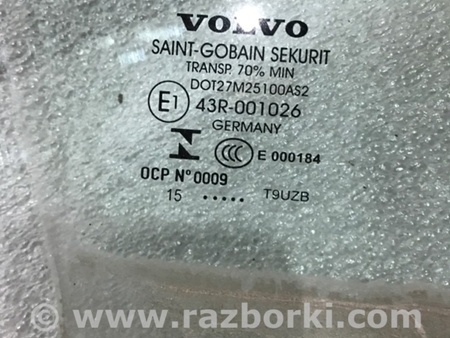 VOLVO
SAINT-GOBAIN SEKURIT
TRANSP. 70% MIN
DOT27M25100AS2
E1 43R-001026
GERMANY
CCC E 000184
OCP N° 0009
15 ..... T9UZB
www.razborki.com